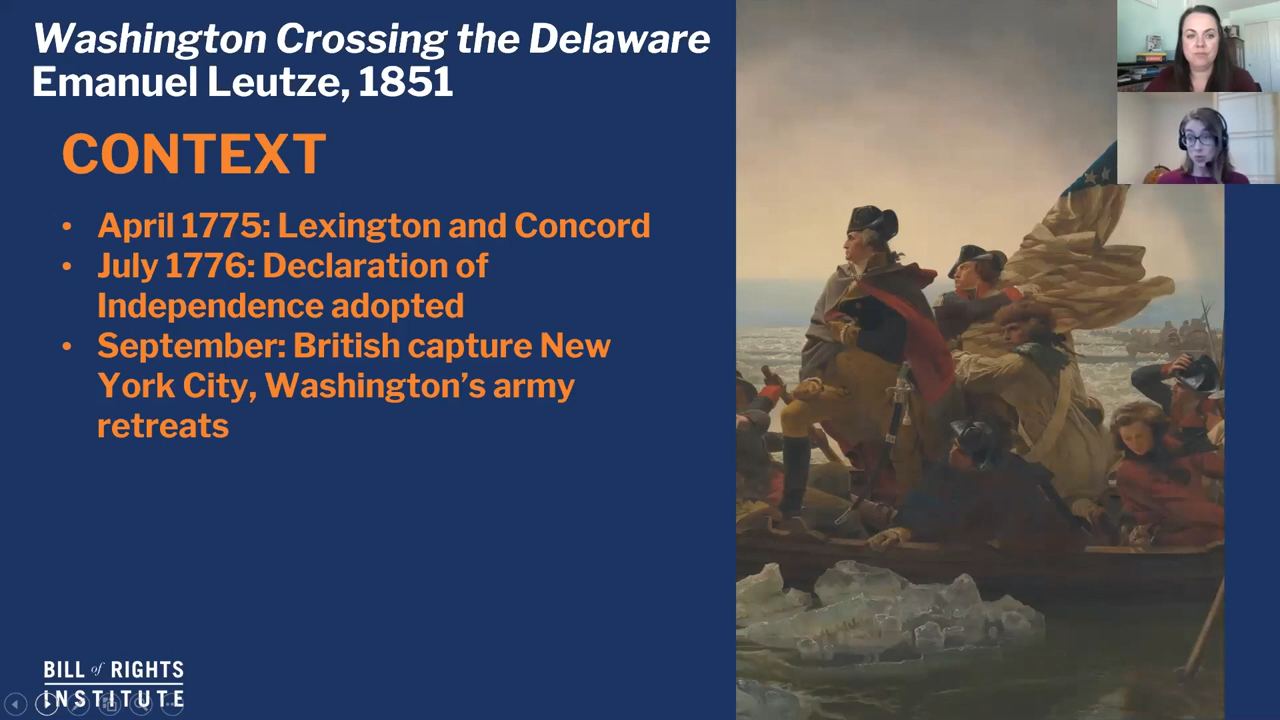 Washington Crossing the Delaware
Emanuel Leutze, 1851
CONTEXT
• April 1775: Lexington and Concord
• July 1776: Declaration of
Independence adopted
• September: British capture New
York City, Washington’s army
retreats
BILL of RIGHTS
INSTITUTE